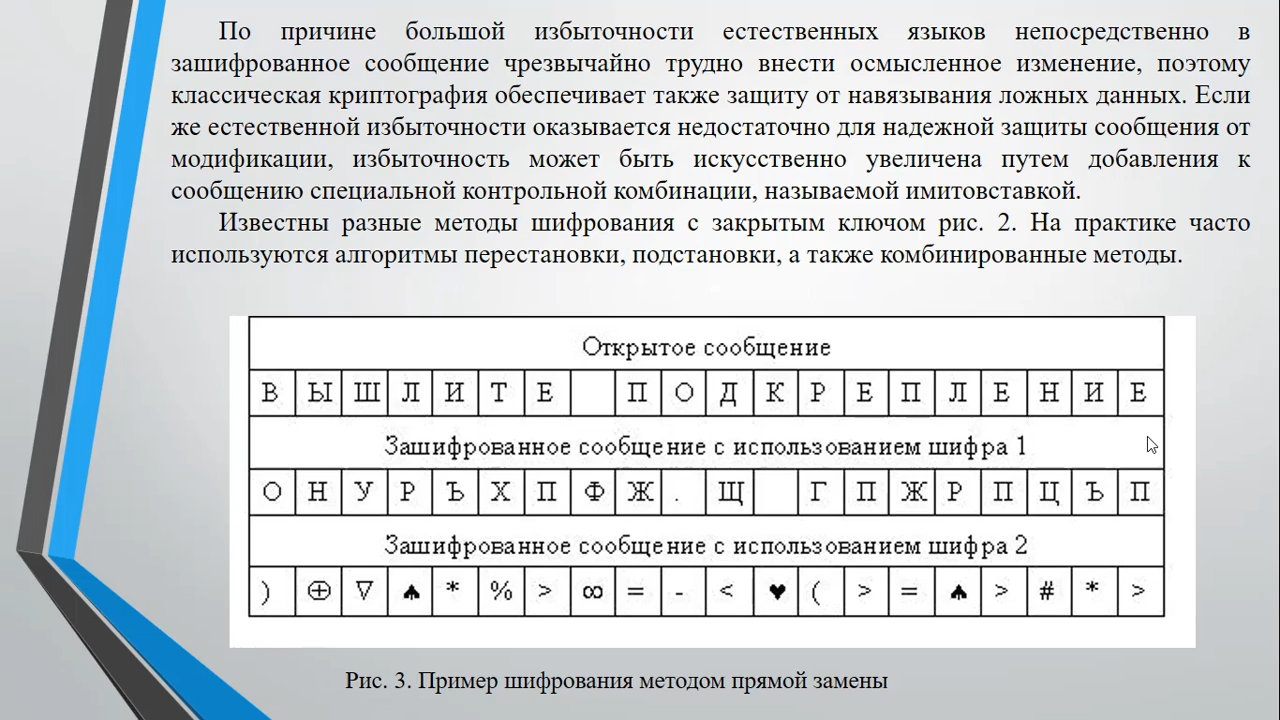 По причине большой избыточности естественных языков непосредственно в
зашифрованное сообщение чрезвычайно трудно внести осмысленное изменение, поэтому
классическая криптография обеспечивает также защиту от навязывания ложных данных. Если
же естественной избыточности оказывается недостаточно для надежной защиты сообщения от
модификации, избыточность может быть искусственно увеличена путем добавления к
сообщению специальной контрольной комбинации, называемой имитовставкой.
Известны разные методы шифрования с закрытым ключом рис. 2. На практике часто
используются алгоритмы перестановки, подстановки, а также комбинированные методы.
Открытое сообщение
В Ы Ш Л И Т Е П О Д К Р Е П Л Е Н И Е
Зашифрованное сообщение с использованием шифра 1
О Н У Р Ъ Х П Ф Ж . Щ Г П Ж Р П Ц Ъ П
Зашифрованное сообщение с использованием шифра 2
) ⊕ ▽ ♠ * % > ∞ = - < ♥ ( > = ♠ > # * >
Рис. 3. Пример шифрования методом прямой замены